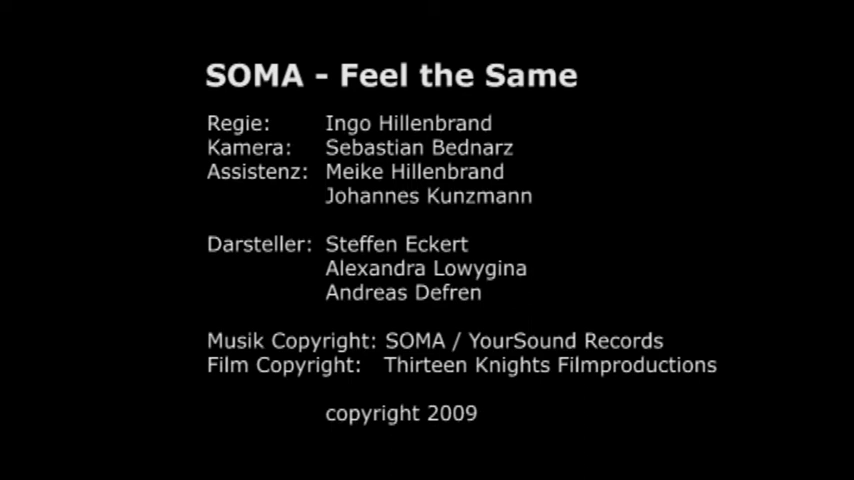 SOMA - Feel the Same
Regie: Ingo Hillenbrand
Kamera: Sebastian Bednarz
Assistenz: Meike Hillenbrand
Johannes Kunzmann
Darsteller: Steffen Eckert
Alexandra Lowygina
Andreas Defren
Musik Copyright: SOMA / YourSound Records
Film Copyright: Thirteen Knights Filmproductions
copyright 2009